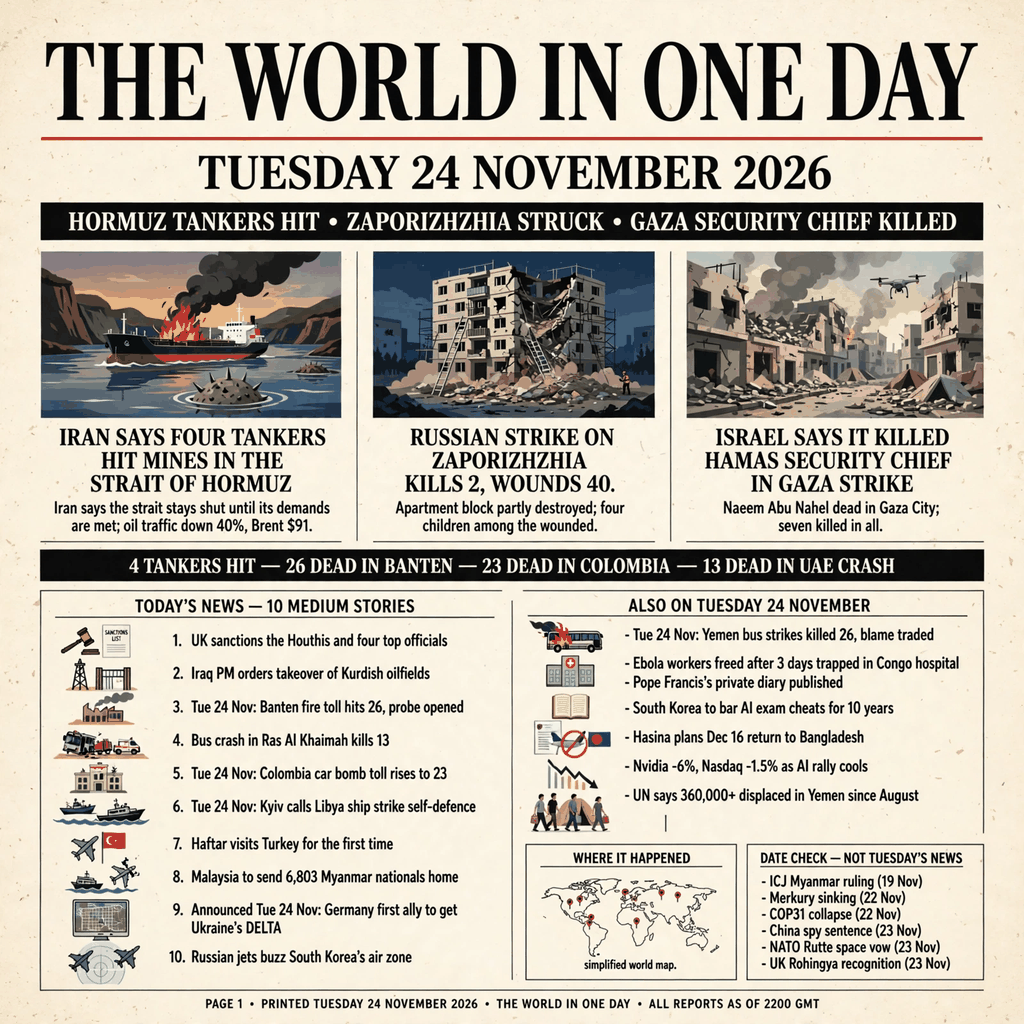 THE WORLD IN ONE DAY
TUESDAY 24 NOVEMBER 2026
HORMUZ TANKERS HIT • ZAPORIZHZHIA STRUCK • GAZA SECURITY CHIEF KILLED
IRAN SAYS FOUR TANKERS
HIT MINES IN THE
STRAIT OF HORMUZ
Iran says the strait stays shut until its demands
are met; oil traffic down 40%, Brent $91.
RUSSIAN STRIKE ON
ZAPORIZHZHIA
KILLS 2, WOUNDS 40.
Apartment block partly destroyed; four
children among the wounded.
ISRAEL SAYS IT KILLED
HAMAS SECURITY CHIEF
IN GAZA STRIKE
Naeem Abu Nahel dead in Gaza City;
seven killed in all.
4 TANKERS HIT — 26 DEAD IN BANTEN — 23 DEAD IN COLOMBIA — 13 DEAD IN UAE CRASH
TODAY'S NEWS — 10 MEDIUM STORIES
SANCTIONS
LIST
1. UK sanctions the Houthis and four top officials
2. Iraq PM orders takeover of Kurdish oilfields
3. Tue 24 Nov: Banten fire toll hits 26, probe opened
4. Bus crash in Ras Al Khaimah kills 13
5. Tue 24 Nov: Colombia car bomb toll rises to 23
6. Tue 24 Nov: Kyiv calls Libya ship strike self-defence
7. Haftar visits Turkey for the first time
8. Malaysia to send 6,803 Myanmar nationals home
9. Announced Tue 24 Nov: Germany first ally to get
Ukraine's DELTA
10. Russian jets buzz South Korea's air zone
ALSO ON TUESDAY 24 NOVEMBER
- Tue 24 Nov: Yemen bus strikes killed 26, blame traded
- Ebola workers freed after 3 days trapped in Congo hospital
- Pope Francis's private diary published
- South Korea to bar AI exam cheats for 10 years
- Hasina plans Dec 16 return to Bangladesh
- Nvidia -6%, Nasdaq -1.5% as AI rally cools
- UN says 360,000+ displaced in Yemen since August
WHERE IT HAPPENED
simplified world map.
DATE CHECK — NOT TUESDAY'S NEWS
- ICJ Myanmar ruling (19 Nov)
- Merkury sinking (22 Nov)
- COP31 collapse (22 Nov)
- China spy sentence (23 Nov)
- NATO Rutte space vow (23 Nov)
- UK Rohingya recognition (23 Nov)
PAGE 1 • PRINTED TUESDAY 24 NOVEMBER 2026 • THE WORLD IN ONE DAY • ALL REPORTS AS OF 2200 GMT